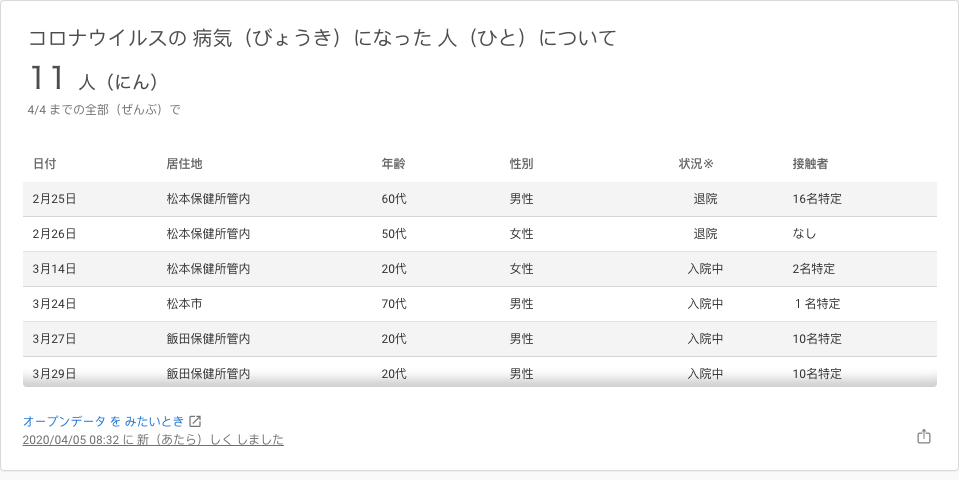 コロナウイルスの 病気（びょうき）になった 人（ひと）について
11 人（にん）
4/4 までの全部（ぜんぶ）で
日付 居住地 年齢 性別 状況※ 接触者
2月25日 松本保健所管内 60代 男性 退院 16名特定
2月26日 松本保健所管内 50代 女性 退院 なし
3月14日 松本保健所管内 20代 女性 入院中 2名特定
3月24日 松本市 70代 男性 入院中 １名特定
3月27日 飯田保健所管内 20代 男性 入院中 10名特定
3月29日 飯田保健所管内 20代 男性 入院中 10名特定
オープンデータ を みたいとき
2020/04/05 08:32 に 新（あたら）しく しました